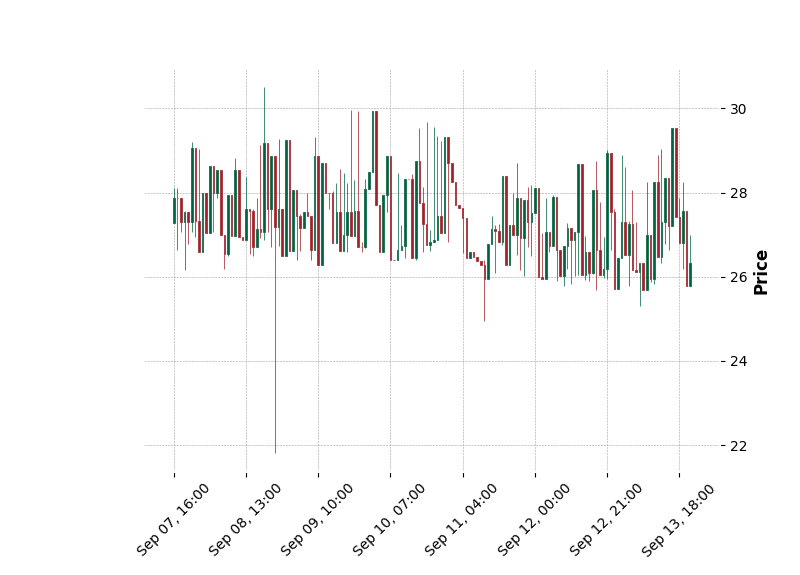 30
28
26
24
22
Price
Sep 07, 16:00
Sep 08, 13:00
Sep 09, 10:00
Sep 10, 07:00
Sep 11, 04:00
Sep 12, 00:00
Sep 12, 21:00
Sep 13, 18:00